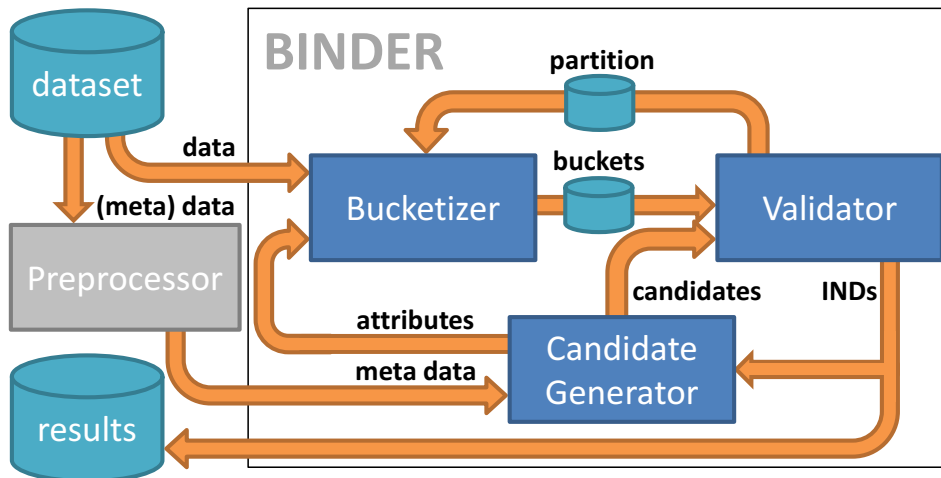 BINDER
partition
dataset
data
buckets
Bucketizer
Validator
(meta) data
Preprocessor
candidates
INDs
attributes
Candidate
Generator
meta data
results